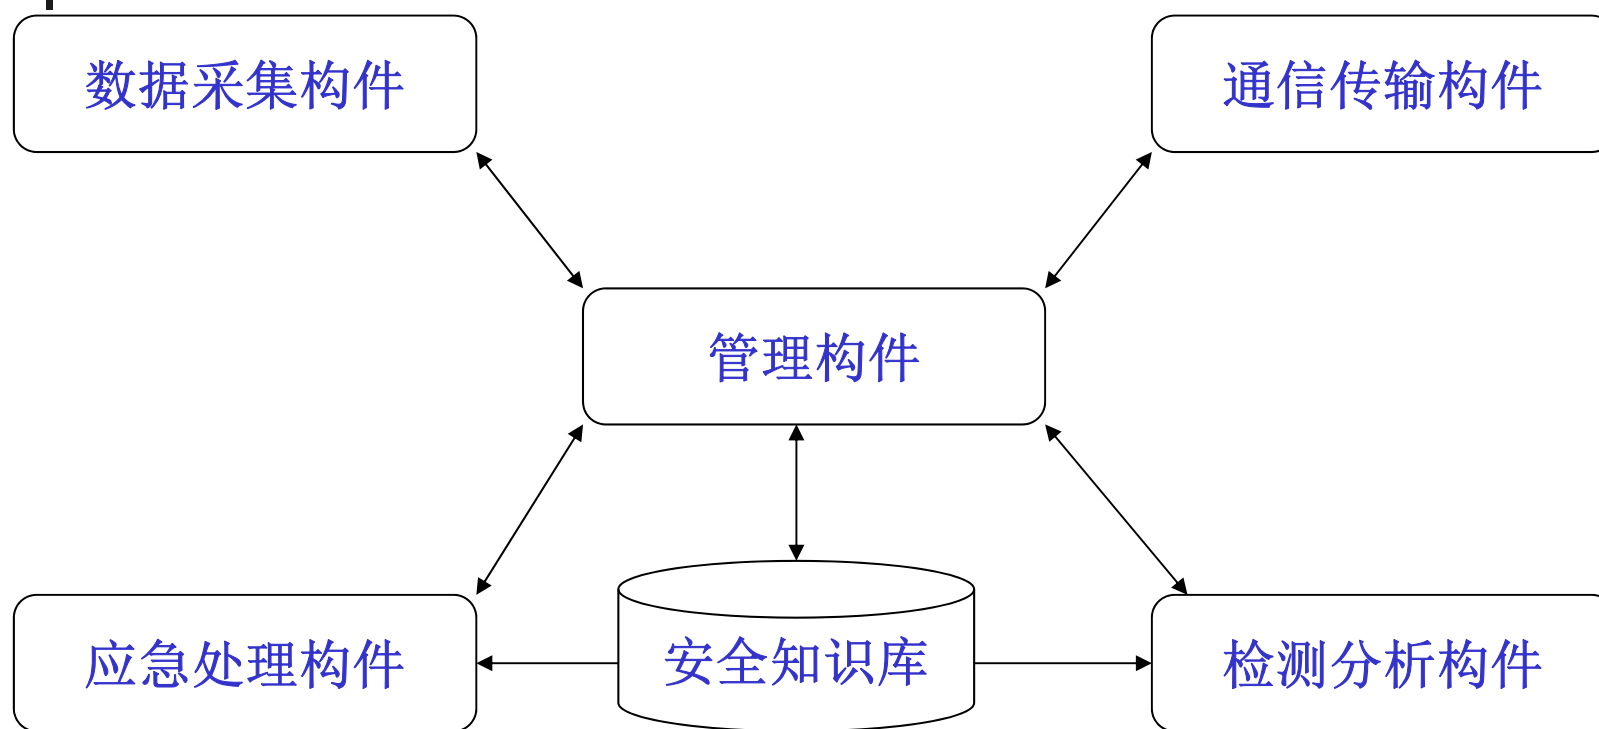 数据采集构件
通信传输构件
管理构件
应急处理构件
安全知识库
检测分析构件